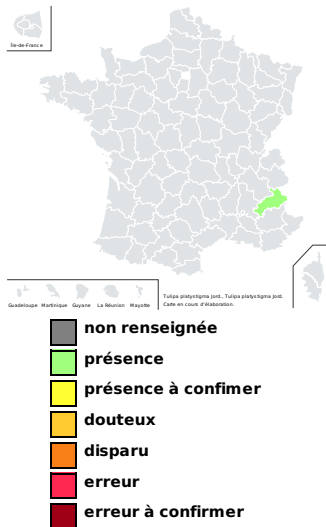 Île-de-France
Guadeloupe Martinique Guyane La Réunion Mayotte
Tulipa platystigma Jord., Tulipa platystigma Jord.
Carte en cours d'élaboration.
non renseignée
présence
présence à confimer
douteux
disparu
erreur
erreur à confirmer